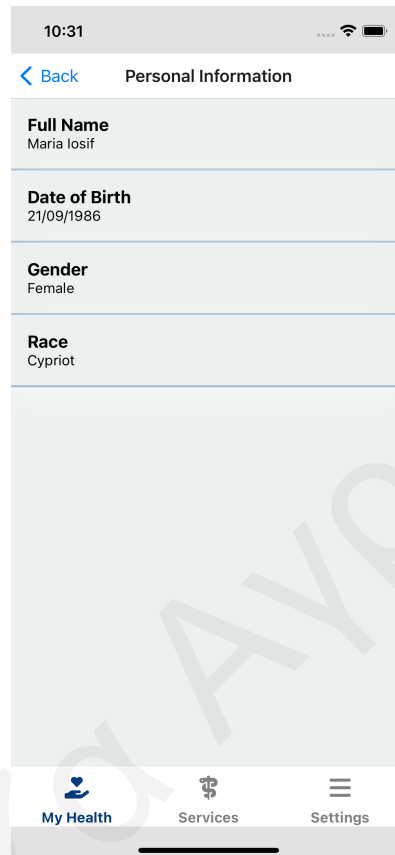 10:31
Back Personal Information
Full Name
Maria Iosif
Date of Birth
21/09/1986
Gender
Female
Race
Cypriot
My Health Services Settings